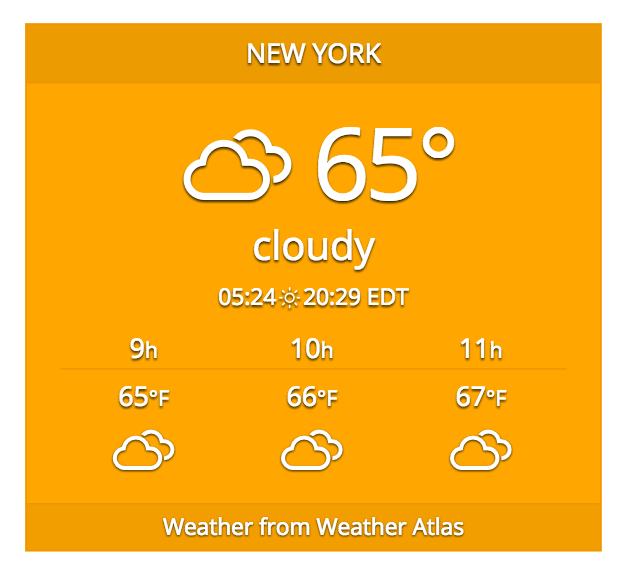 NEW YORK
65°
cloudy
05:24 20:29 EDT
9h 10h 11h
65°F 66°F 67°F
Weather from Weather Atlas